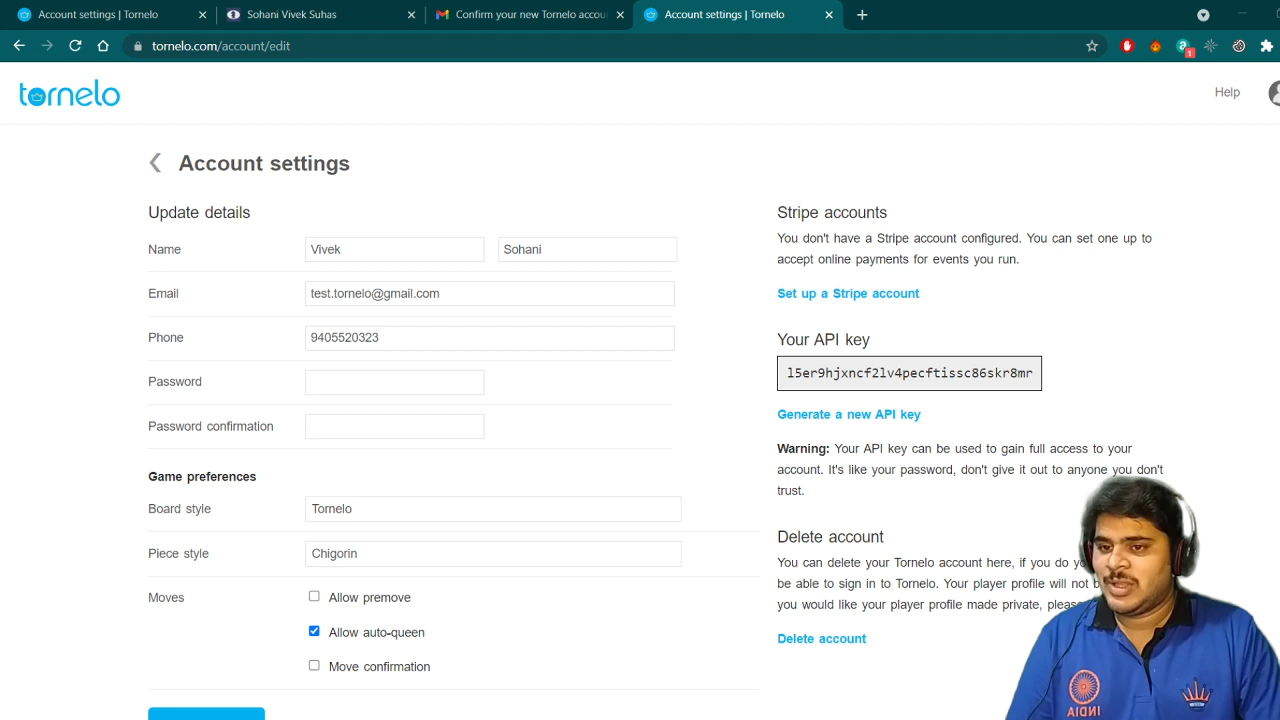 Account settings | Tornelo
Sohani Vivek Suhas
Confirm your new Tornelo accou
Account settings | Tornelo
tornelo.com/account/edit
1
tornelo
Help
Account settings
Update details
Name Vivek Sohani
Email test.tornelo@gmail.com
Phone 9405520323
Password
Password confirmation
Game preferences
Board style Tornelo
Piece style Chigorin
Moves Allow premove
Allow auto-queen
Move confirmation
Stripe accounts
You don't have a Stripe account configured. You can set one up to
accept online payments for events you run.
Set up a Stripe account
Your API key
l5er9hjxncf2lv4pecftissc86skr8mr
Generate a new API key
Warning: Your API key can be used to gain full access to your
account. It's like your password, don't give it out to anyone you don't
trust.
Delete account
You can delete your Tornelo account here, if you do yo
be able to sign in to Tornelo. Your player profile will not b
you would like your player profile made private, pleas
Delete account
INDIA